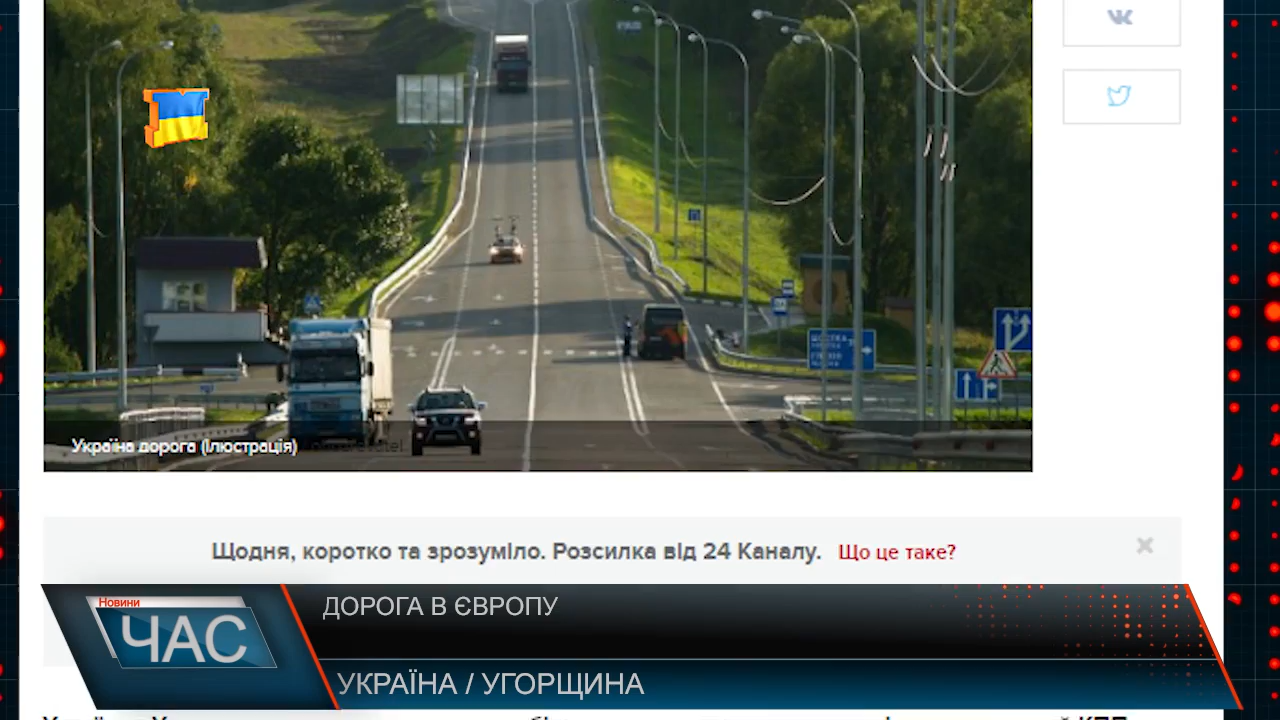 Україна дорога (Ілюстрація)
Щодня, коротко та зрозуміло. Розсилка від 24 Каналу. Що це таке?
Новини
ЧАС
ДОРОГА В ЄВРОПУ
УКРАЇНА / УГОРЩИНА